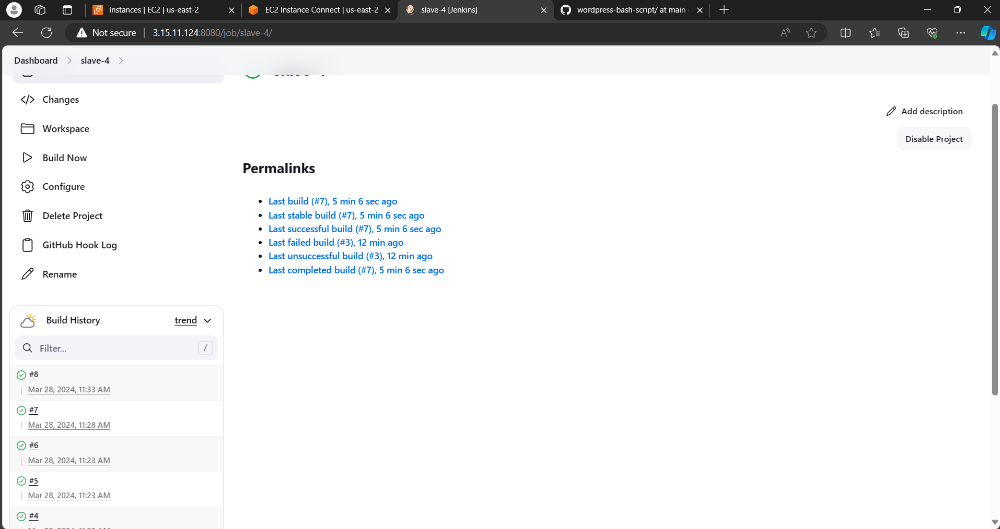 Instances | EC2 | us-east-2
EC2 Instance Connect | us-east-2
slave-4 [Jenkins]
wordpress-bash-script/ at main
Not secure
3.15.11.124:8080/job/slave-4/
Dashboard
slave-4
Changes
Workspace
Build Now
Configure
Delete Project
GitHub Hook Log
Rename
Add description
Disable Project
Permalinks
Last build (#7), 5 min 6 sec ago
Last stable build (#7), 5 min 6 sec ago
Last successful build (#7), 5 min 6 sec ago
Last failed build (#3), 12 min ago
Last unsuccessful build (#3), 12 min ago
Last completed build (#7), 5 min 6 sec ago
Build History
trend
Filter...
/
#8
Mar 28, 2024, 11:33 AM
#7
Mar 28, 2024, 11:28 AM
#6
Mar 28, 2024, 11:23 AM
#5
Mar 28, 2024, 11:23 AM
#4